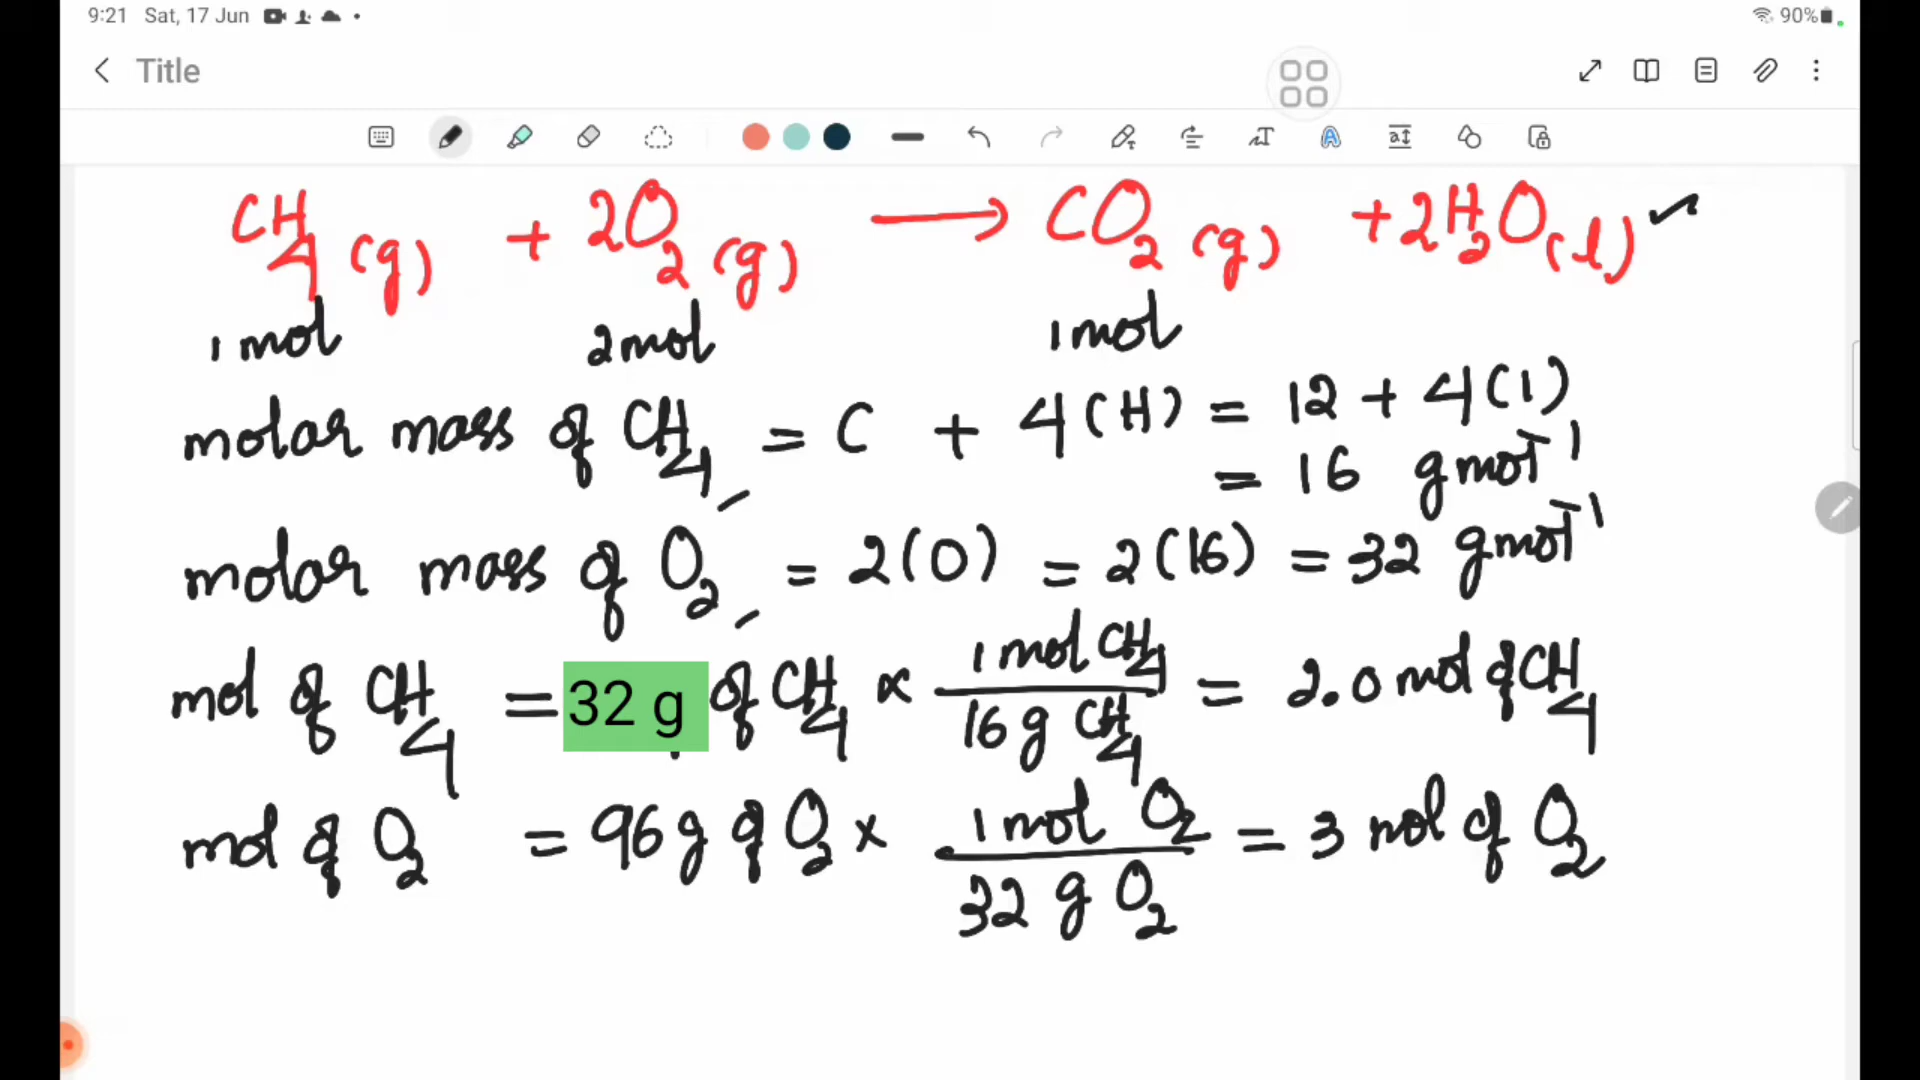 9:21 Sat, 17 Jun 90%
Title
CH₄ (g) + 2O₂ (g) ⟶ CO₂ (g) + 2H₂O (l) ✓
1 mol 2 mol 1 mol
molar mass of CH₄ = C + 4(H) = 12 + 4(1)
= 16 g mol⁻¹
molar mass of O₂ = 2(O) = 2(16) = 32 g mol⁻¹
mol of CH₄ = 32 g of CH₄ × 1 mol CH₄ / 16 g CH₄ = 2.0 mol of CH₄
mol of O₂ = 96 g of O₂ × 1 mol O₂ / 32 g O₂ = 3 mol of O₂